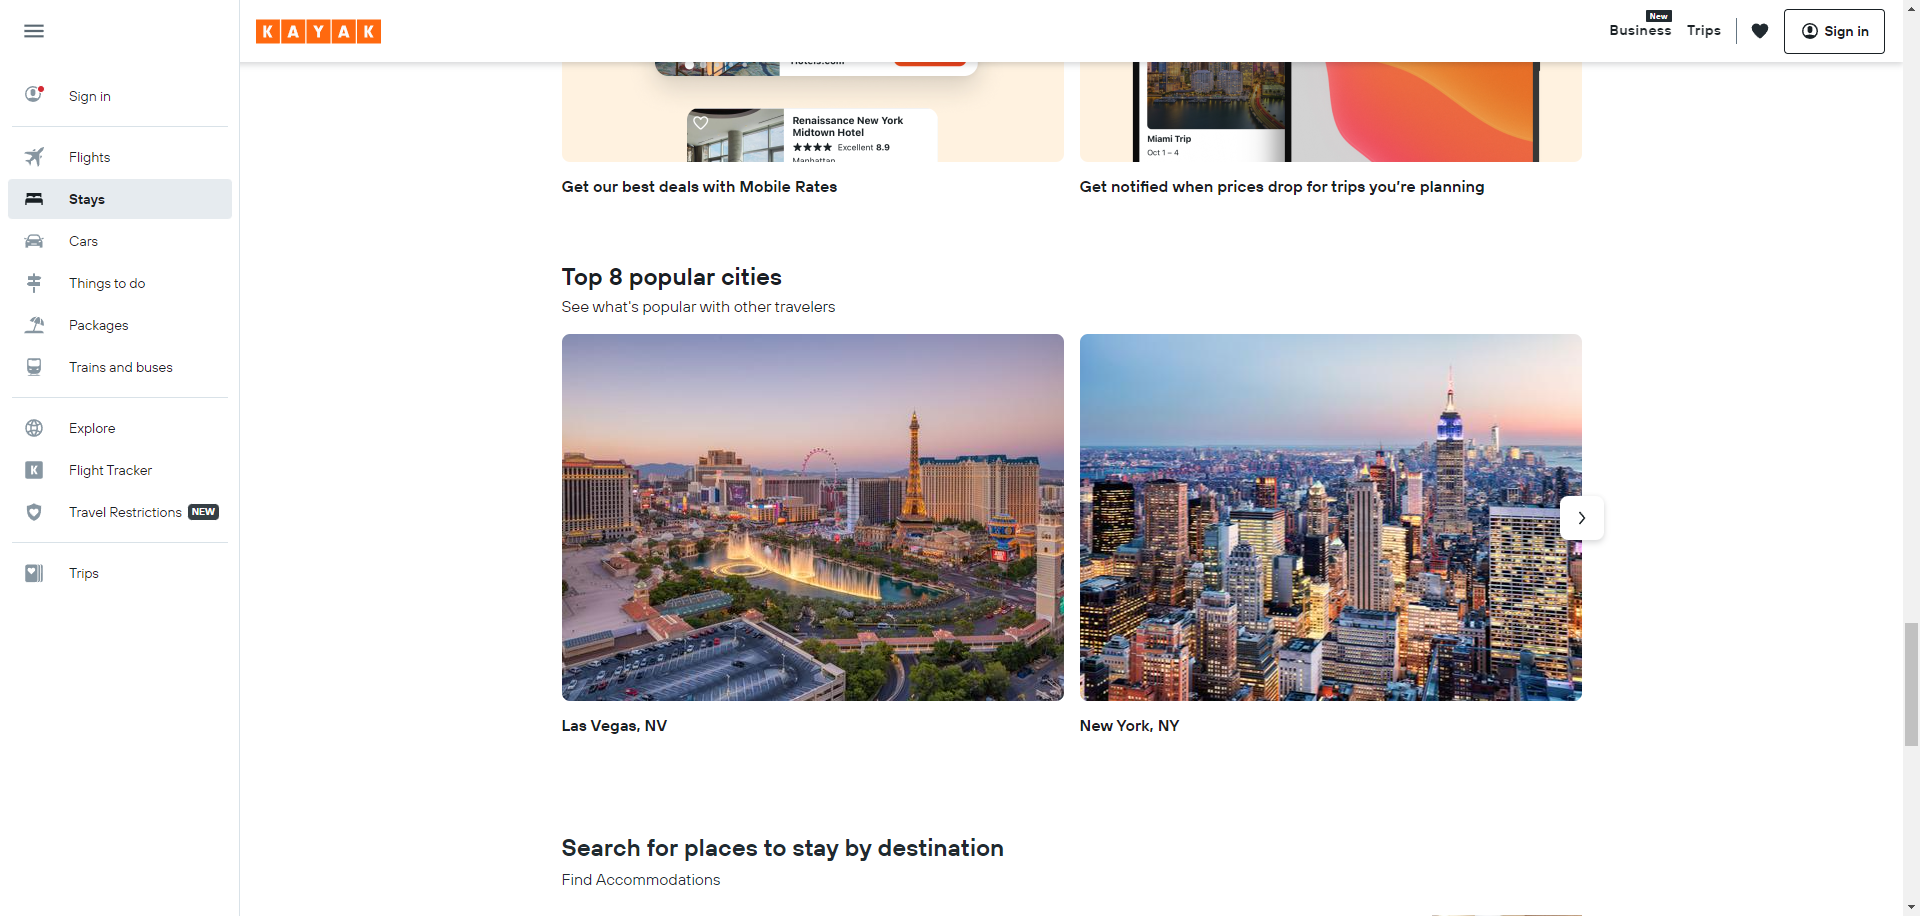 KAYAK
New
Business
Trips
Sign in
Sign in
Flights
Stays
Cars
Things to do
Packages
Trains and buses
Explore
Flight Tracker
Travel Restrictions NEW
Trips
Hotels.com
Renaissance New York
Midtown Hotel
Excellent 8.9
Manhattan
Miami Trip
Oct 1 – 4
Get our best deals with Mobile Rates
Get notified when prices drop for trips you’re planning
Top 8 popular cities
See what's popular with other travelers
Las Vegas, NV
New York, NY
Search for places to stay by destination
Find Accommodations